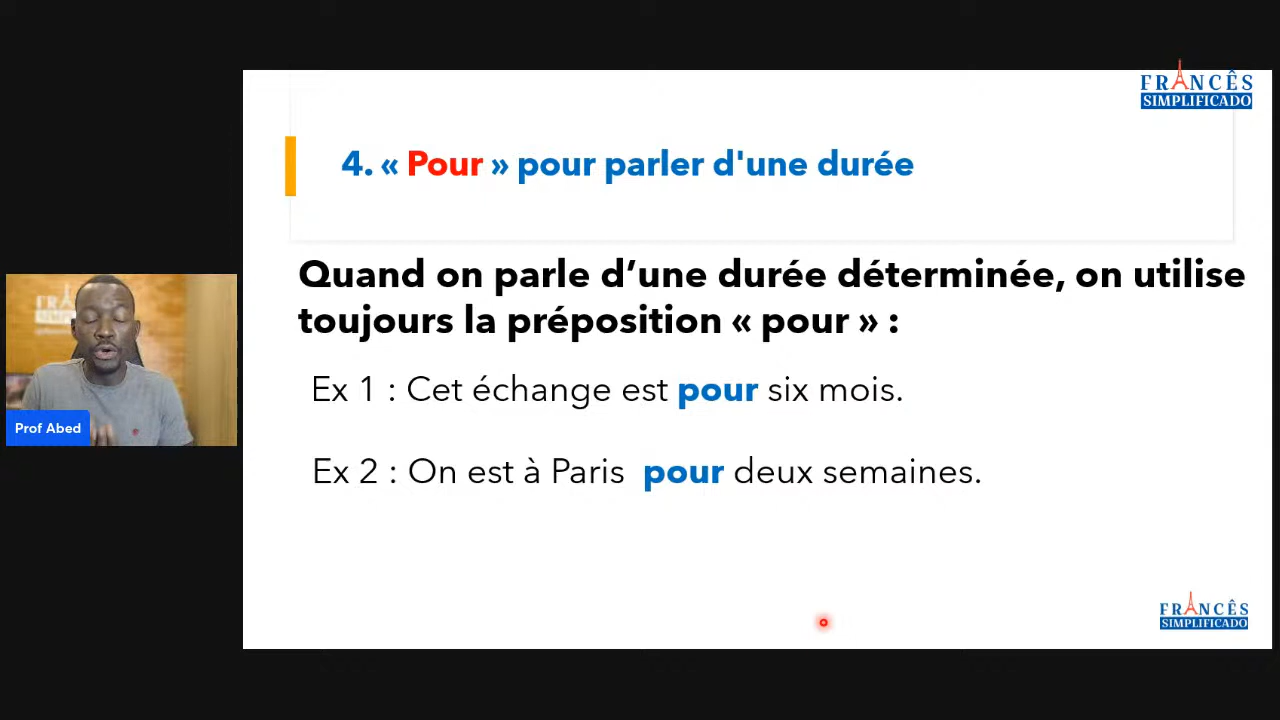 FRANCÊS
SIMPLIFICADO
4. « Pour » pour parler d'une durée
Quand on parle d’une durée déterminée, on utilise
toujours la préposition « pour » :
Ex 1 : Cet échange est pour six mois.
Ex 2 : On est à Paris pour deux semaines.
Prof Abed
FRANCÊS
SIMPLIFICADO